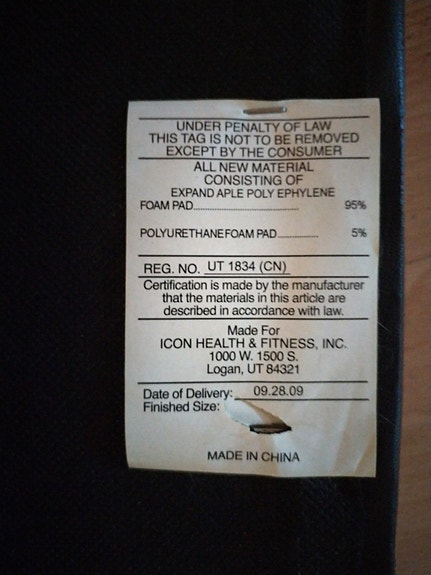 UNDER PENALTY OF LAW
THIS TAG IS NOT TO BE REMOVED
EXCEPT BY THE CONSUMER
ALL NEW MATERIAL
CONSISTING OF
EXPAND APLE POLY EPHYLENE
FOAM PAD.............................. 95%
POLYURETHANEFOAM PAD............ 5%
REG. NO. UT 1834 (CN)
Certification is made by the manufacturer
that the materials in this article are
described in accordance with law.
Made For
ICON HEALTH & FITNESS, INC.
1000 W. 1500 S.
Logan, UT 84321
Date of Delivery: 09.28.09
Finished Size:
MADE IN CHINA